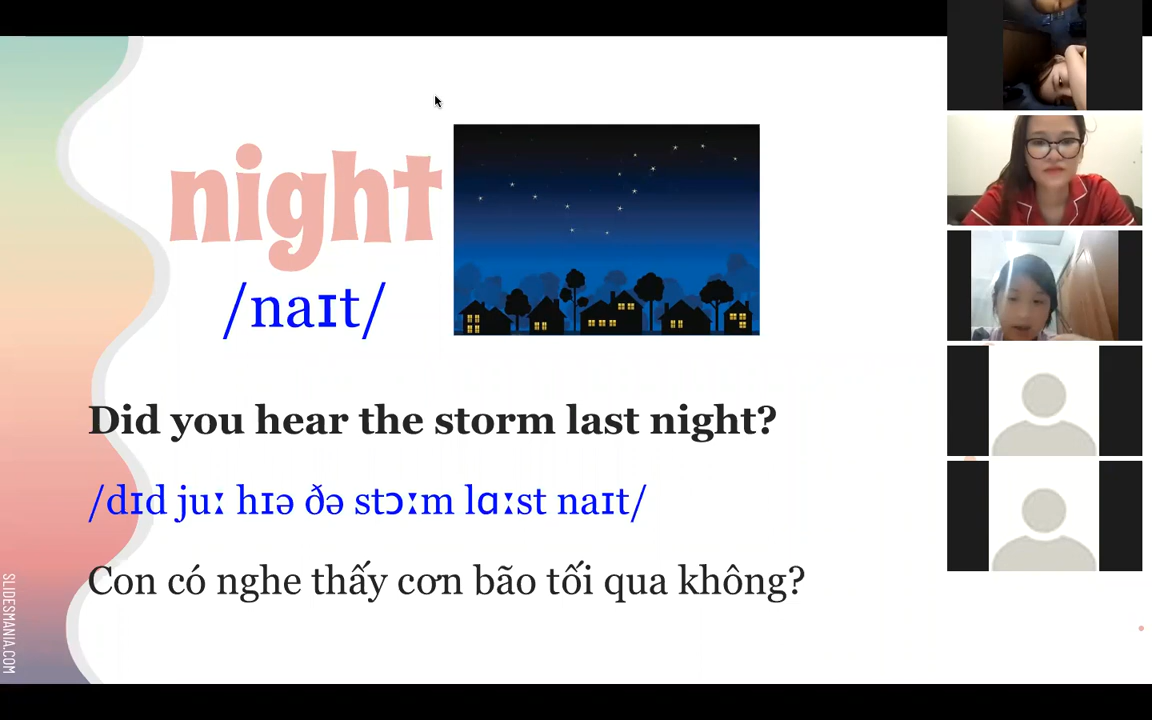 night
/naɪt/
Did you hear the storm last night?
/dɪd juː hɪə ðə stɔːm lɑːst naɪt/
Con có nghe thấy cơn bão tối qua không?
SLIDESMANIA.COM